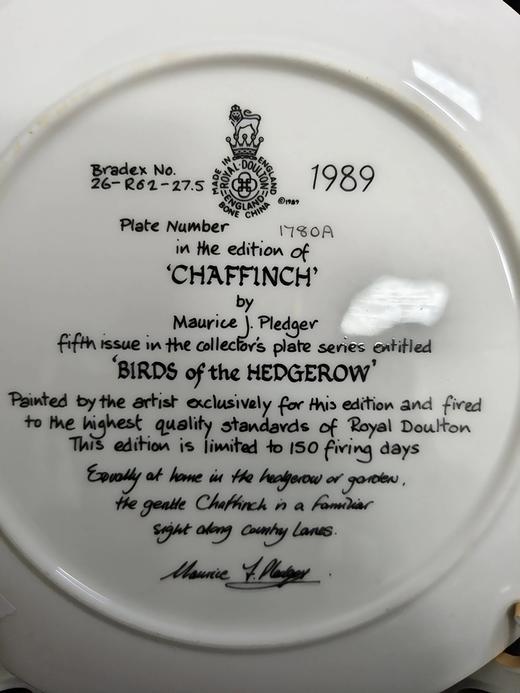 MADE IN ENGLAND
ROYAL·DOULTON
ENGLAND
BONE CHINA
©1989
Bradex No.
26-R62-27.5
1989
Plate Number 1780A
in the edition of
'CHAFFINCH'
by
Maurice J. Pledger
fifth issue in the collector's plate series entitled
'BIRDS of the HEDGEROW'
Painted by the artist exclusively for this edition and fired
to the highest quality standards of Royal Doulton
This edition is limited to 150 firing days
Equally at home in the hedgerow or garden,
the gentle Chaffinch is a familiar
sight along country lanes.
Maurice J. Pledger